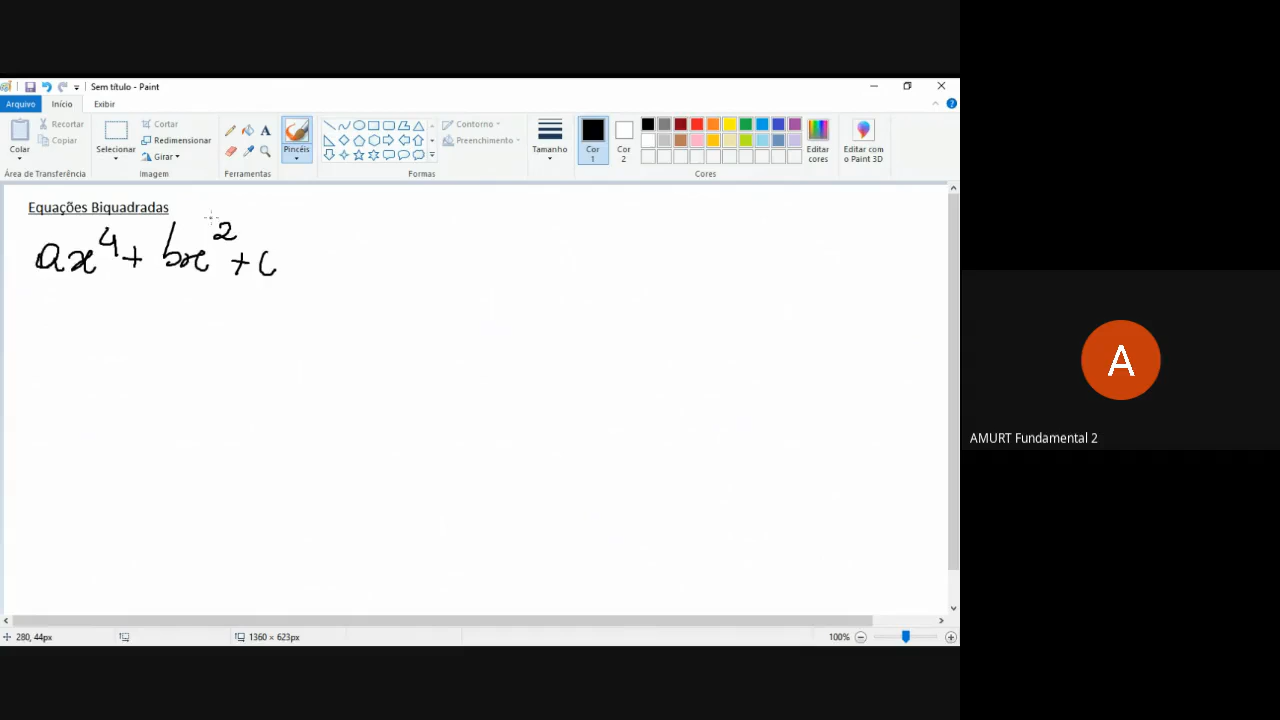 Sem título - Paint
Arquivo Início Exibir
Colar
Recortar
Copiar
Área de Transferência
Selecionar
Cortar
Redimensionar
Girar
Imagem
A
Ferramentas
Pincéis
Contorno
Preenchimento
Formas
Tamanho
Cor 1
Cor 2
Editar cores
Editar com o Paint 3D
Cores
Equações Biquadradas
ax⁴ + bx² + c
280, 44px
1360 × 623px
100%
A
AMURT Fundamental 2